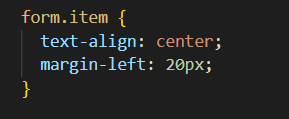 form.item {
  text-align: center;
  margin-left: 20px;
}